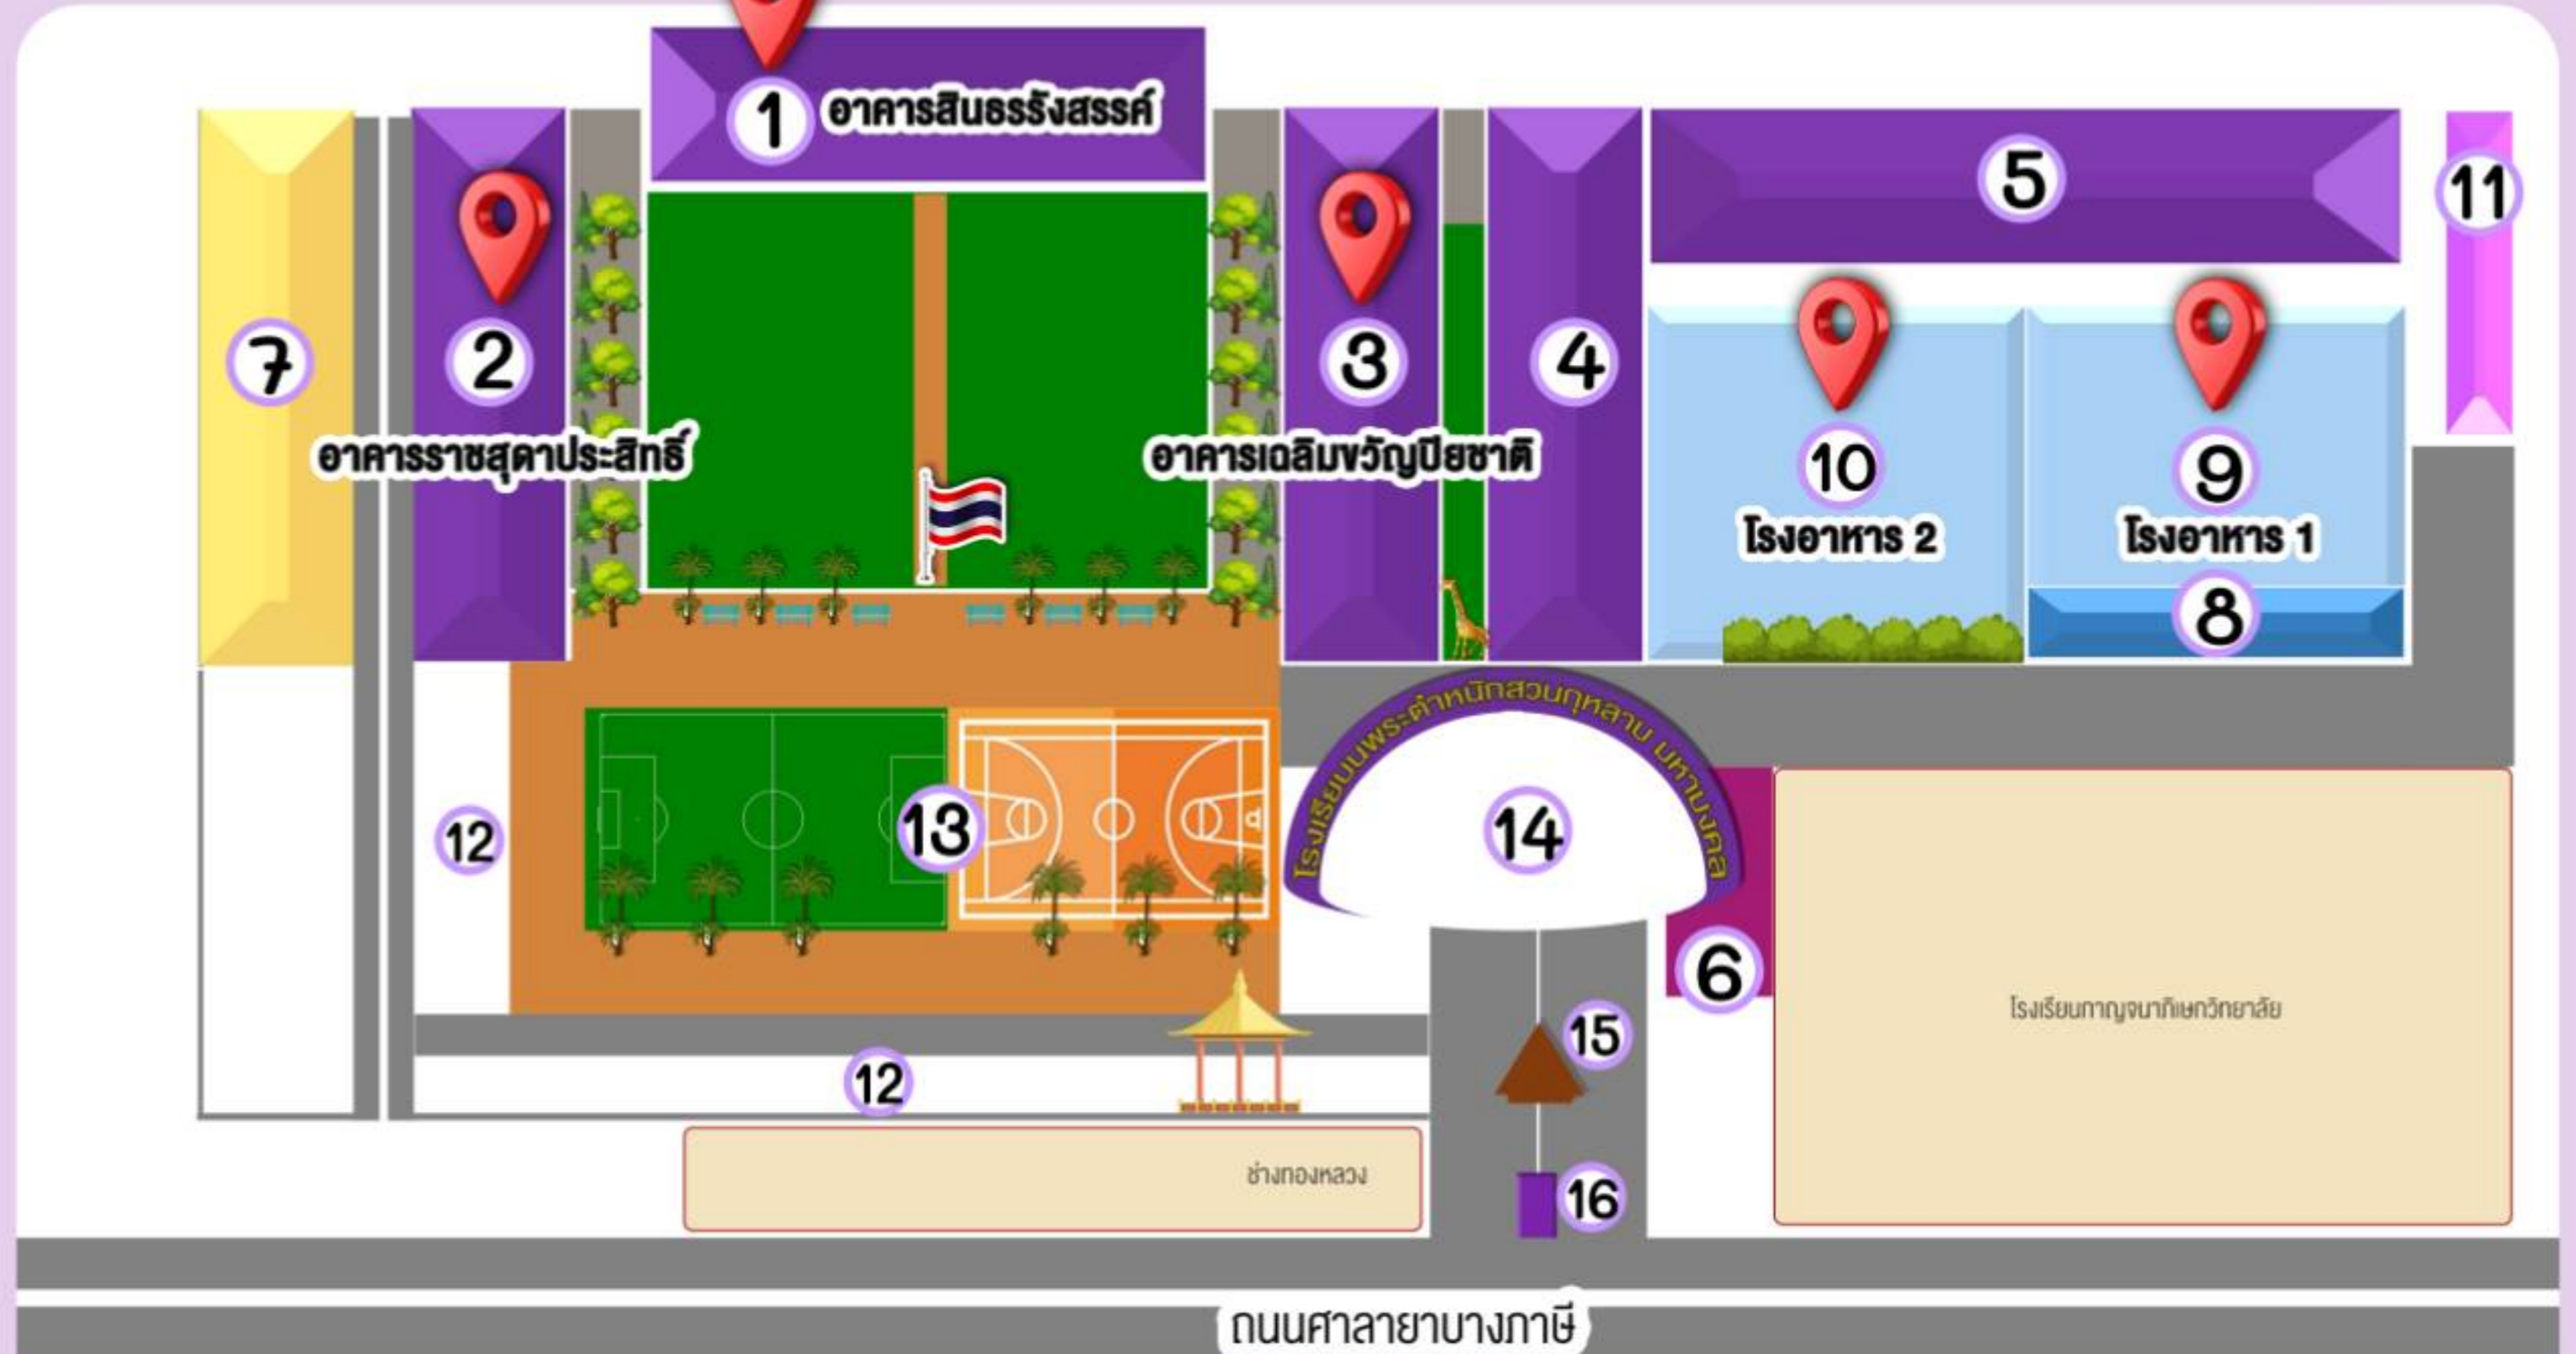 1 อาคารสินธรรังสรรค์
5
11
7
2
3
4
อาคารราชสุดาประสิทธิ์
อาคารเฉลิมขวัญปิยชาติ
10
โรงอาหาร 2
9
โรงอาหาร 1
8
โรงเรียนพระตำหนักสวนกุหลาบ มหามงคล
12
13
14
6
โรงเรียนกาญจนาภิเษกวิทยาลัย
15
12
ช่างทองหลวง
16
ถนนศาลายาบางภาษี